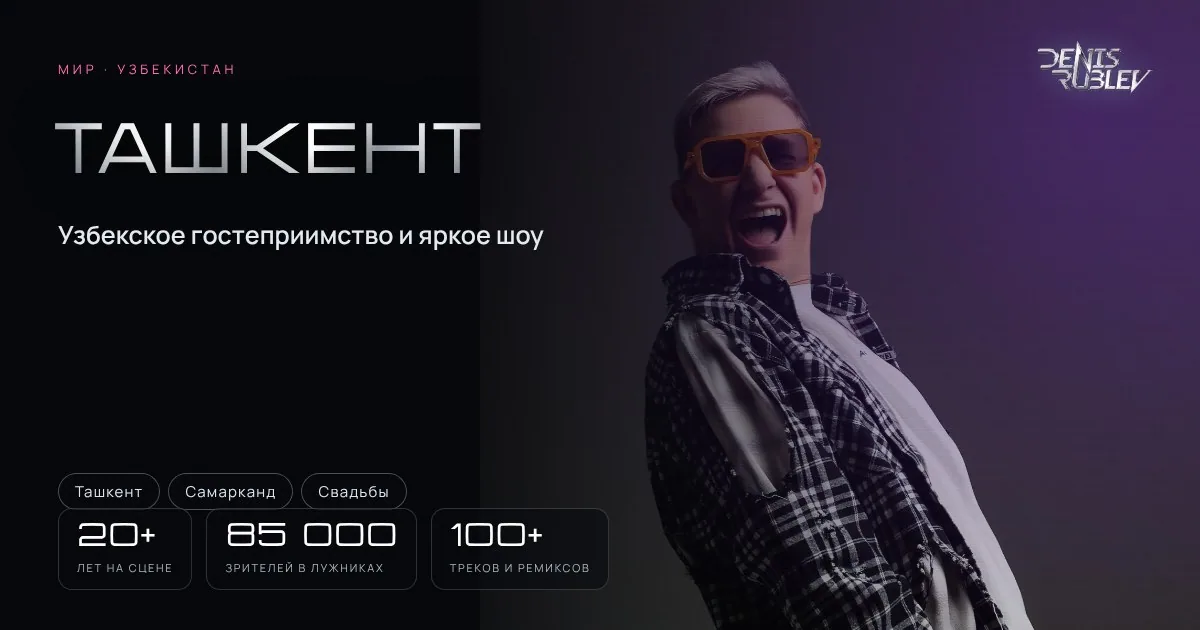 МИР · УЗБЕКИСТАН
DENIS
RUBLEV
ТАШКЕНТ
Узбекское гостеприимство и яркое шоу
Ташкент Самарканд Свадьбы
20+ 85 000 100+
ЛЕТ НА СЦЕНЕ ЗРИТЕЛЕЙ В ЛУЖНИКАХ ТРЕКОВ И РЕМИКСОВ